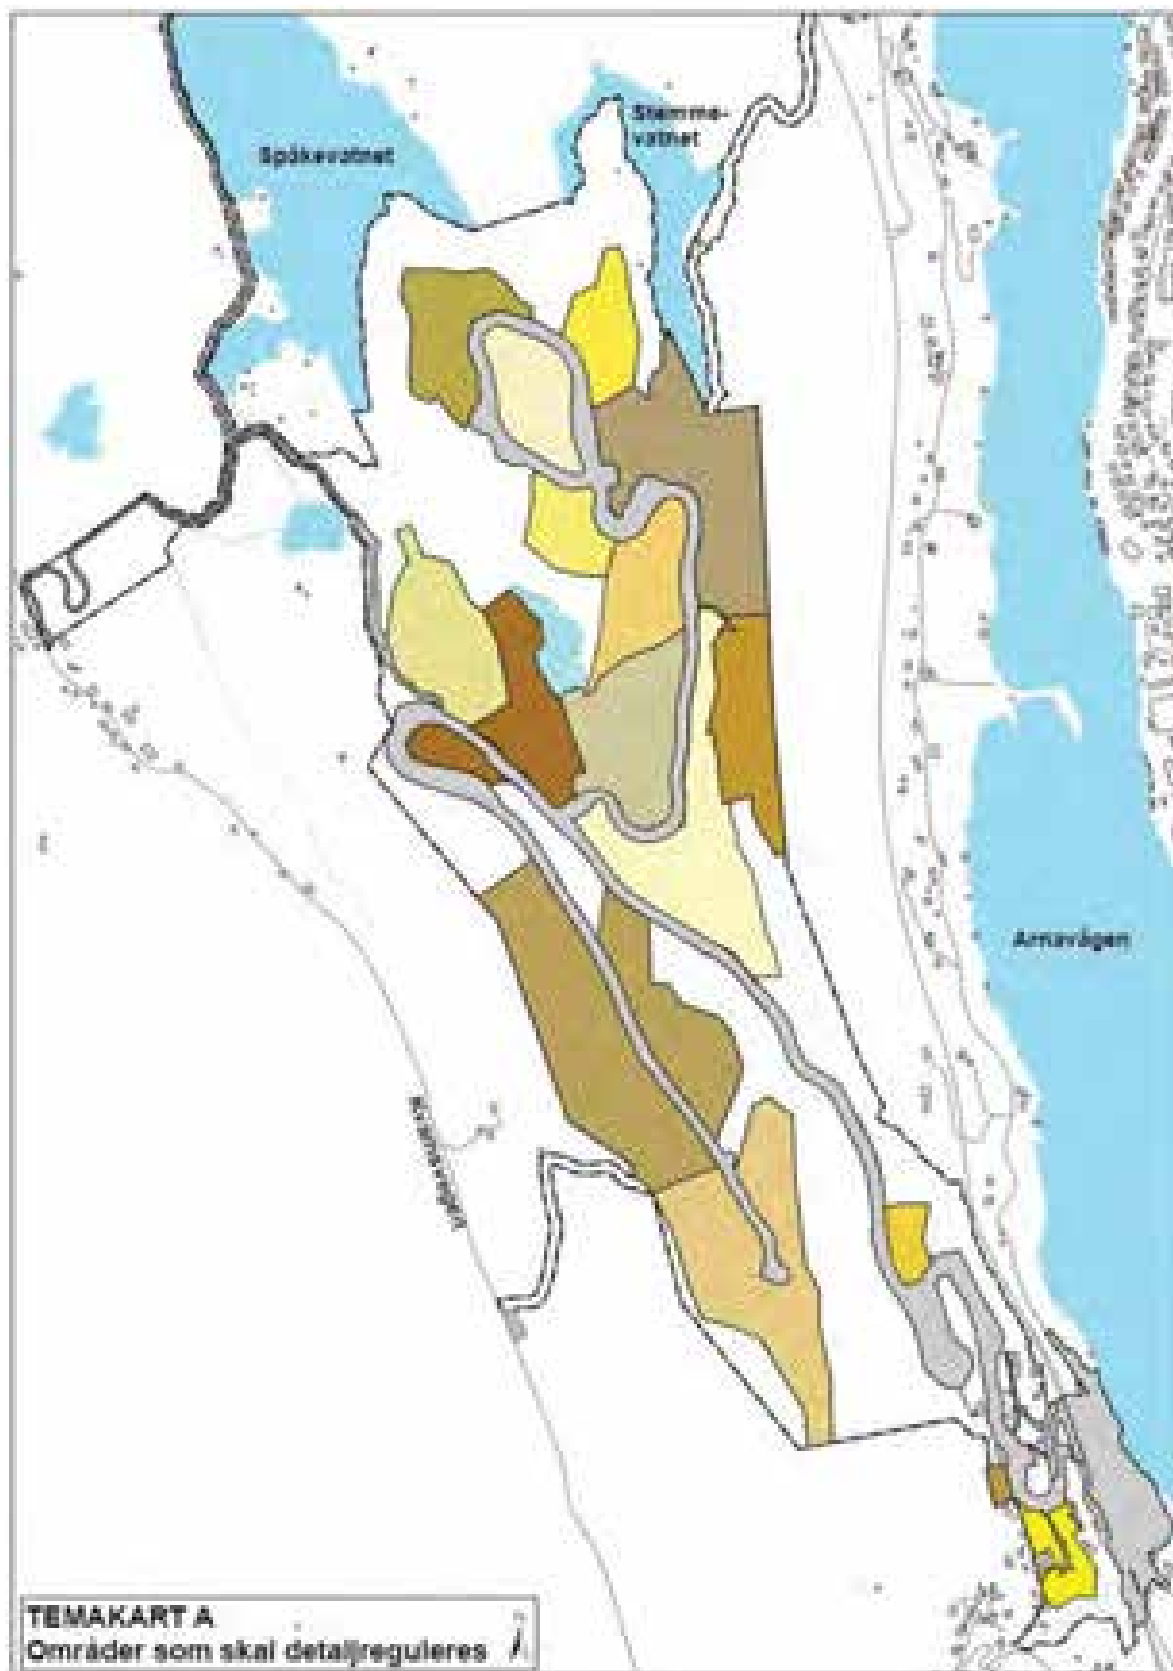 Spåkevatnet
Stemme-
vatnet
Arnavågen
TEMAKART A
Områder som skal detaljreguleres